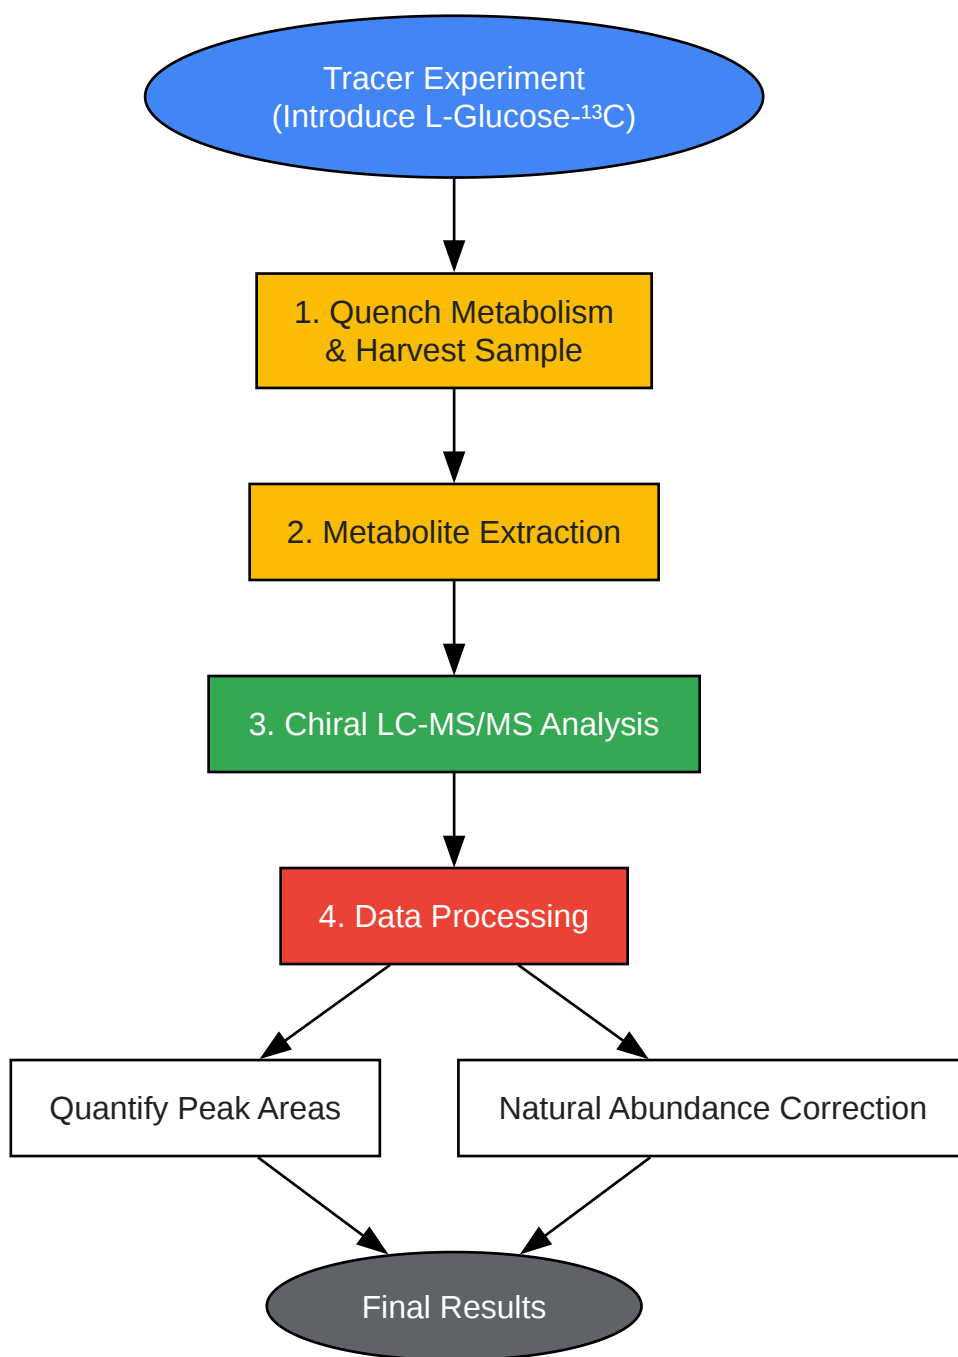 Tracer Experiment
(Introduce L-Glucose-¹³C)
1. Quench Metabolism
& Harvest Sample
2. Metabolite Extraction
3. Chiral LC-MS/MS Analysis
4. Data Processing
Quantify Peak Areas
Natural Abundance Correction
Final Results